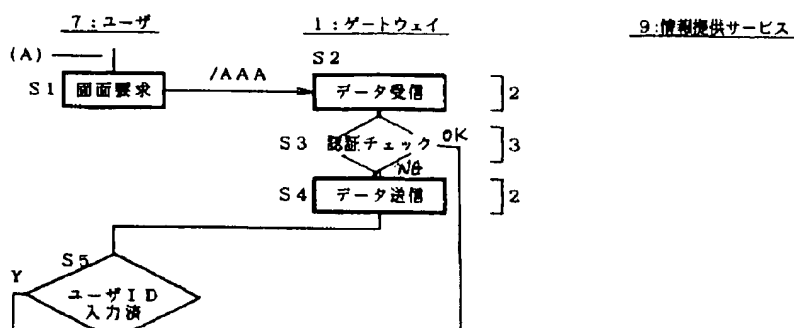 7：ユーザ 1：ゲートウェイ 9：情報提供サービス
(A)
S2
S1 画面要求 /AAA データ受信 2
S3 認証チェック OK 3
NG
S4 データ送信 2
S5
Y
ユーザID
入力済